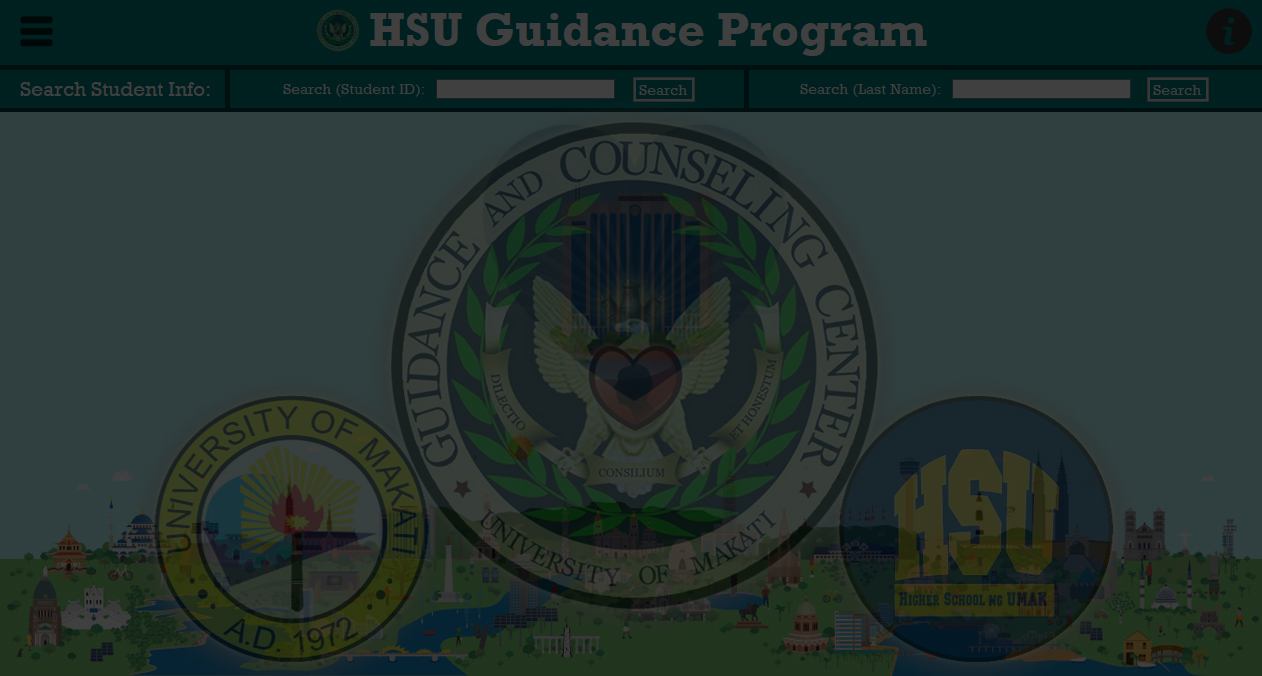 HSU Guidance Program
i
Search Student Info:
Search (Student ID):
Search
Search (Last Name):
Search
GUIDANCE AND COUNSELING CENTER
DILECTIO
ET HONESTUM
CONSILIUM
UNIVERSITY OF MAKATI
UNIVERSITY OF MAKATI
A.D. 1972
HSU
HIGHER SCHOOL NG UMAK